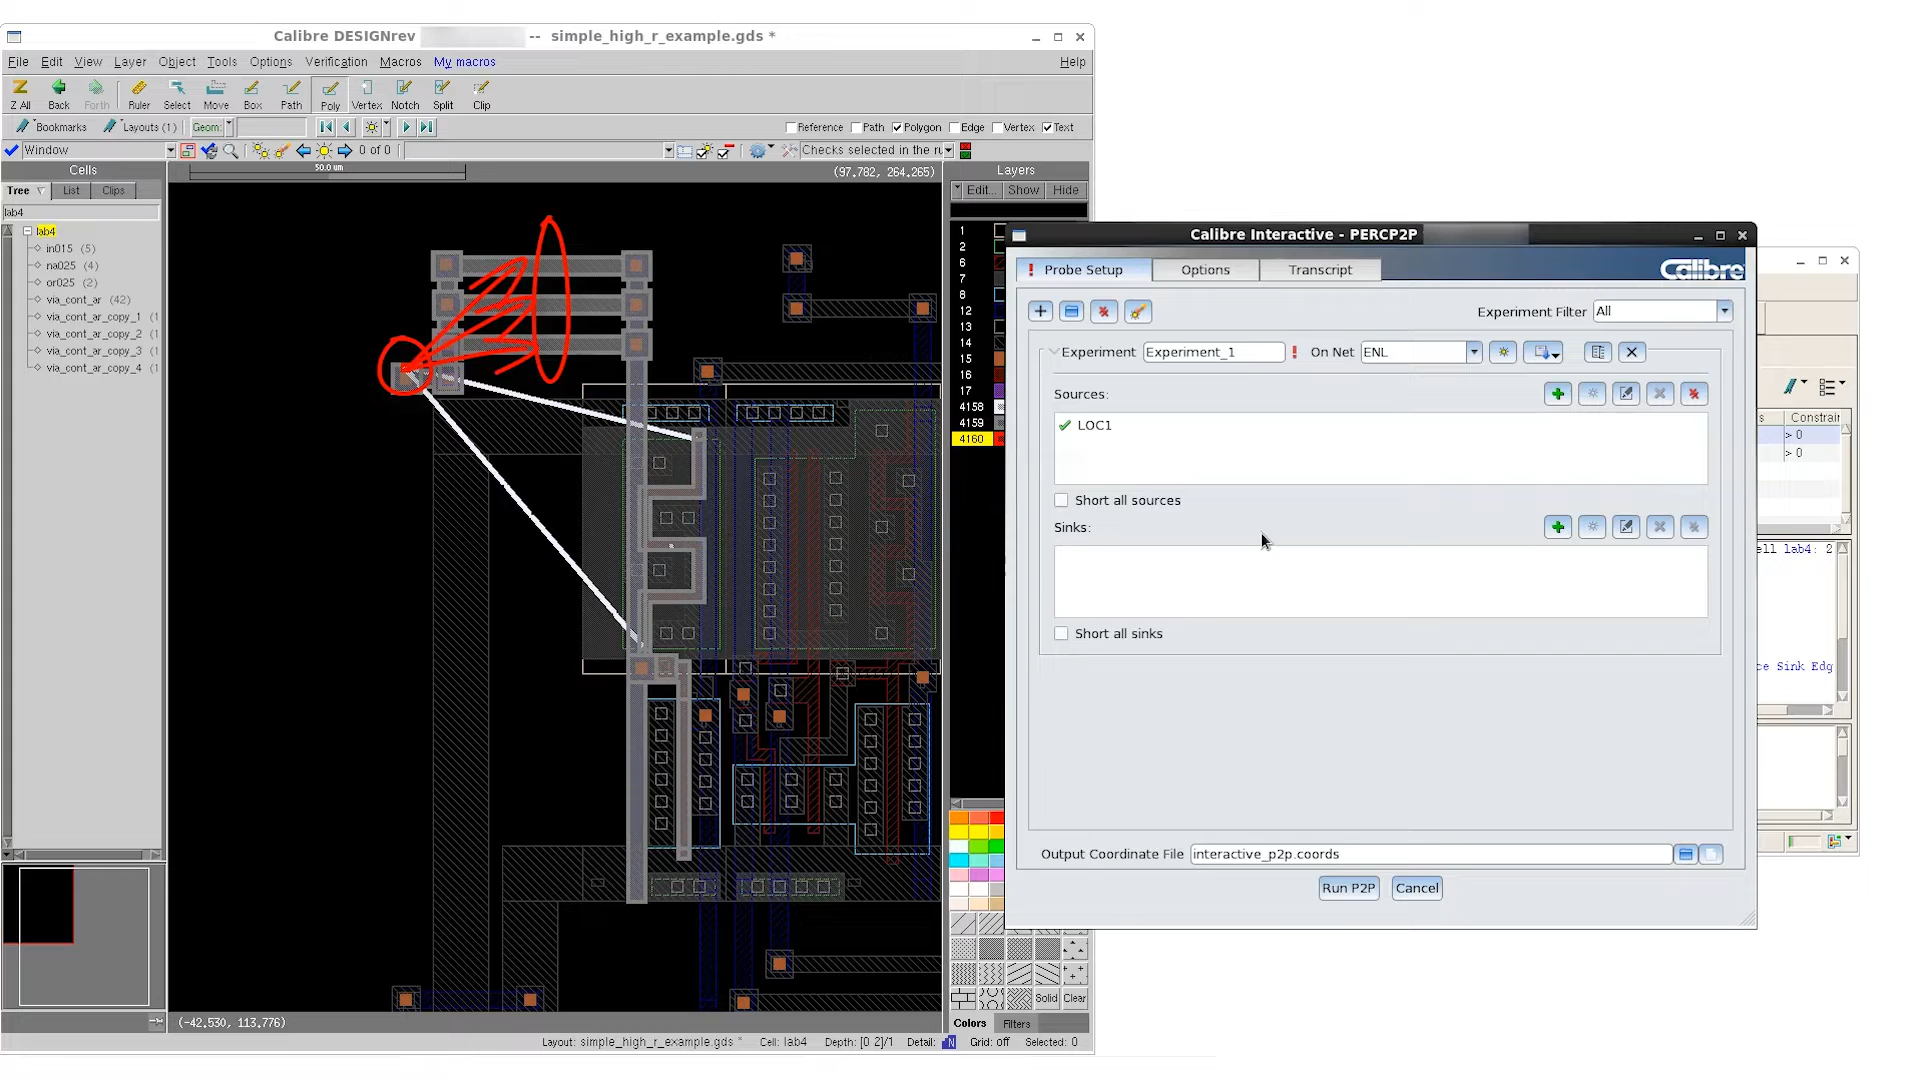 Calibre DESIGNrev -- simple_high_r_example.gds *
File Edit View Layer Object Tools Options Verification Macros My macros Help
Z All Back Forth Ruler Select Move Box Path Poly Vertex Notch Split Clip
Bookmarks Layouts (1) Geom: Reference Path Polygon Edge Vertex Text
Window 0 of 0 Checks selected in the ru
Cells
Tree List Clips
lab4
lab4
in015 (5)
na025 (4)
or025 (2)
via_cont_ar (42)
via_cont_ar_copy_1 (1
via_cont_ar_copy_2 (1
via_cont_ar_copy_3 (1
via_cont_ar_copy_4 (1
50.0 um
(97.782, 264.265)
Layers
Edit... Show Hide
1
2
6
7
8
12
13
14
15
16
17
4158
4159
4160
Solid Clear
Colors Filters
(-42.530, 113.776)
Layout: simple_high_r_example.gds * Cell: lab4 Depth: [0 2]/1 Detail: N Grid: off Selected: 0
Calibre Interactive - PERCP2P
! Probe Setup Options Transcript Calibre
Experiment Filter All
Experiment Experiment_1 ! On Net ENL
Sources:
LOC1
Short all sources
Sinks:
Short all sinks
Output Coordinate File interactive_p2p.coords
Run P2P Cancel
s Constrain
> 0
> 0
ell lab4: 2
ce Sink Edg